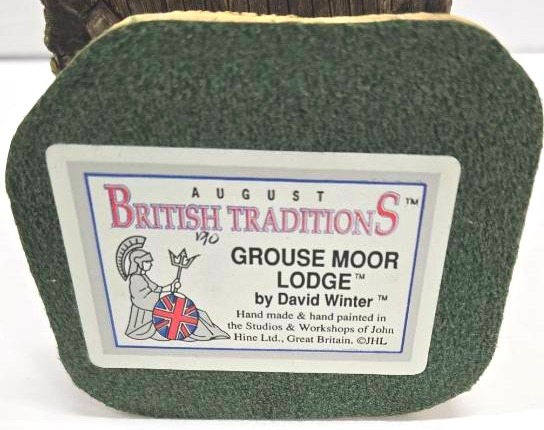 AUGUST
BRITISH TRADITIONS™
GROUSE MOOR
LODGE™
by David Winter™
Hand made & hand painted in
the Studios & Workshops of John
Hine Ltd., Great Britain. ©JHL